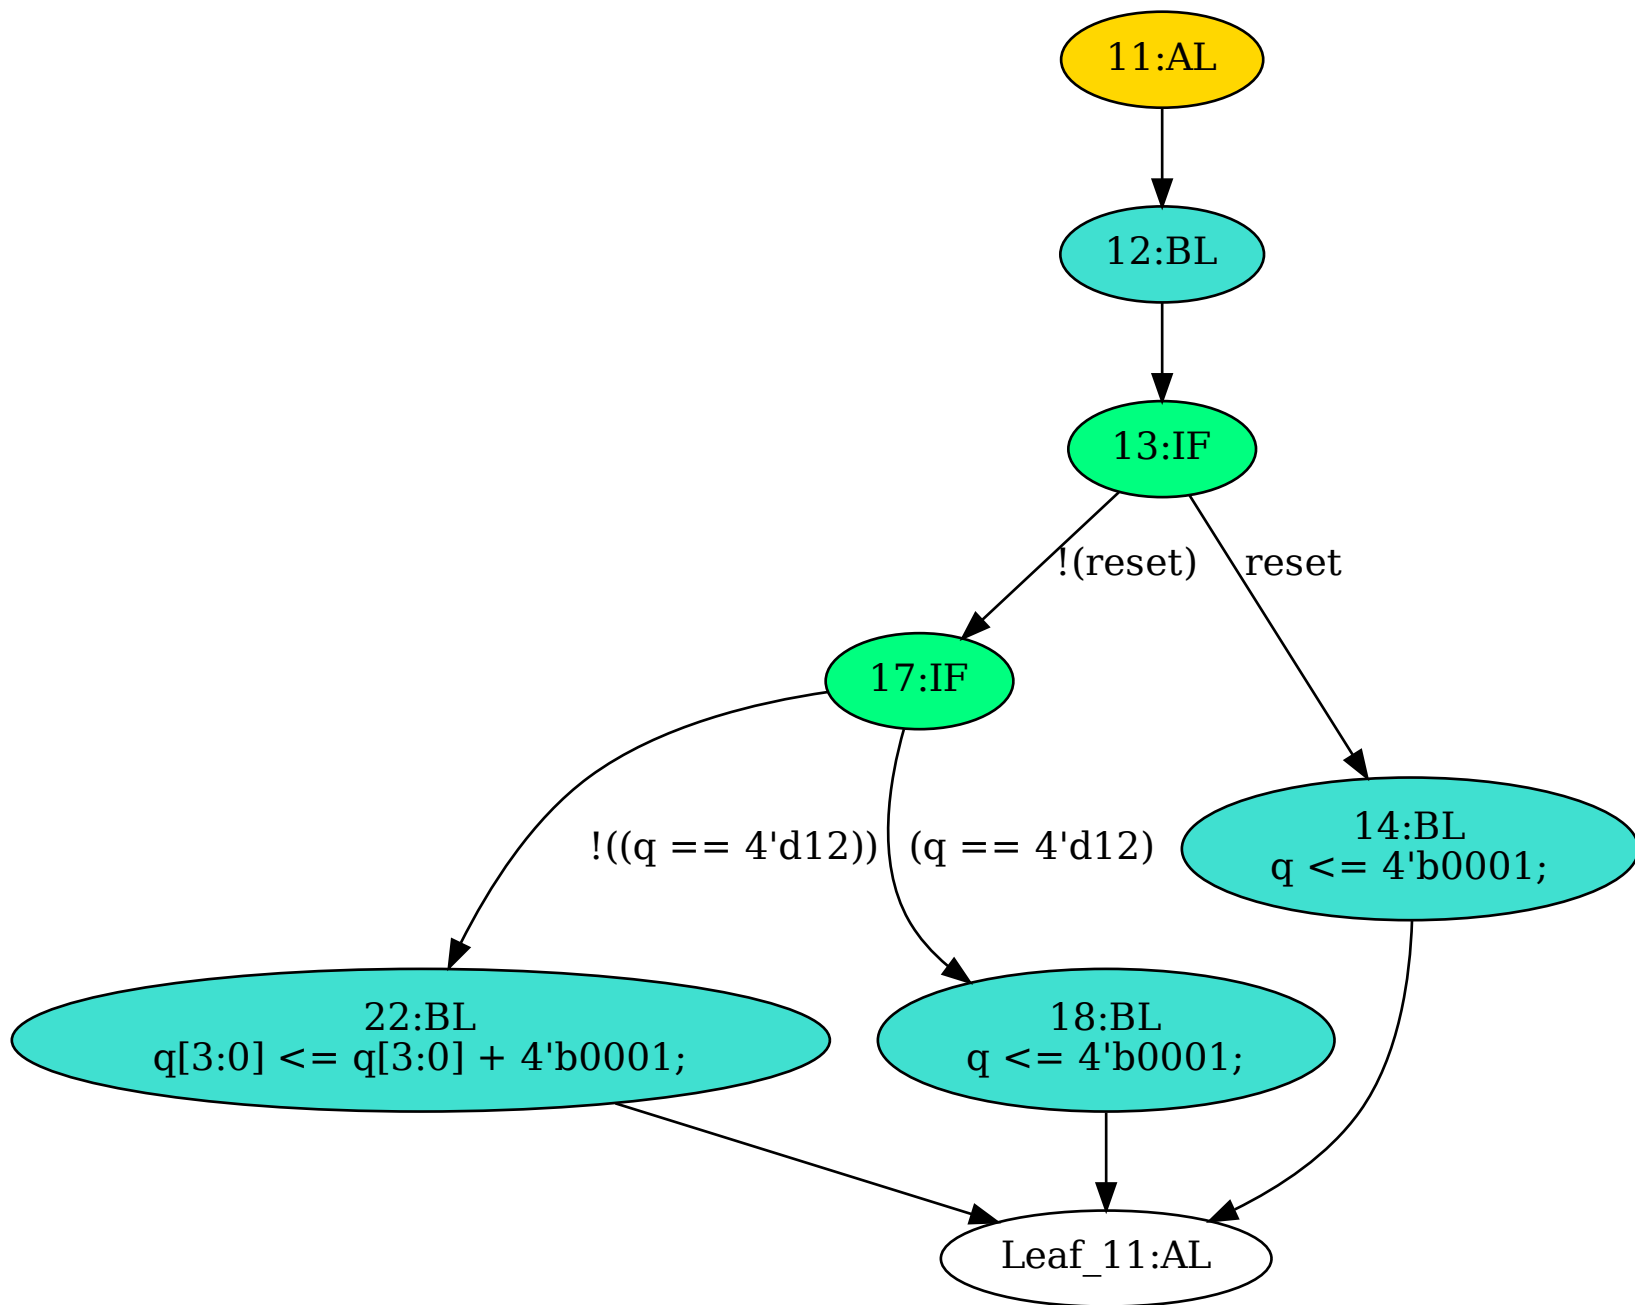 11:AL
12:BL
13:IF
!(reset)
reset
17:IF
!((q == 4'd12))
(q == 4'd12)
14:BL
q <= 4'b0001;
22:BL
q[3:0] <= q[3:0] + 4'b0001;
18:BL
q <= 4'b0001;
Leaf_11:AL